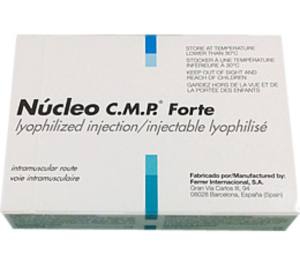 STORE AT TEMPERATURE
LOWER THAN 30°C
STOCKER À UNE TEMPÉRATURE
INFÉRIEURE À 30°C
KEEP OUT OF SIGHT AND
REACH OF CHILDREN
GARDEZ HORS DE LA VUE ET DE
LA PORTÉE DES ENFANTS
Núcleo C.M.P.® Forte
lyophilized injection/injectable lyophilisé
intramuscular route
voie intramusculaire
Fabricado por/Manufactured by:
Ferrer Internacional, S.A.
Gran Vía Carlos III, 94
08028 Barcelona, España (Spain)